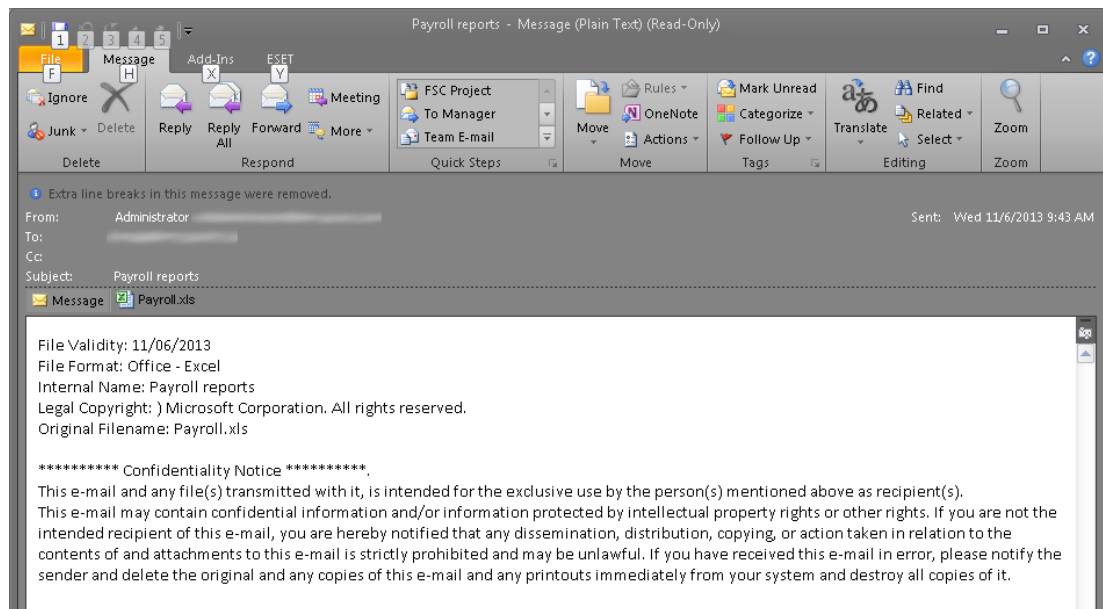 Payroll reports - Message (Plain Text) (Read-Only)
1 2 3 4 5
File Message Add-Ins ESET
F H X Y
Ignore
Junk
Delete
Reply
Reply All
Forward
Meeting
More
FSC Project
To Manager
Team E-mail
Move
Rules
OneNote
Actions
Mark Unread
Categorize
Follow Up
Translate
Find
Related
Select
Zoom
Delete Respond Quick Steps Move Tags Editing Zoom
Extra line breaks in this message were removed.
From: Administrator Sent: Wed 11/6/2013 9:43 AM
To:
Cc:
Subject: Payroll reports
Message Payroll.xls
File Validity: 11/06/2013
File Format: Office - Excel
Internal Name: Payroll reports
Legal Copyright: ) Microsoft Corporation. All rights reserved.
Original Filename: Payroll.xls
********** Confidentiality Notice **********.
This e-mail and any file(s) transmitted with it, is intended for the exclusive use by the person(s) mentioned above as recipient(s).
This e-mail may contain confidential information and/or information protected by intellectual property rights or other rights. If you are not the
intended recipient of this e-mail, you are hereby notified that any dissemination, distribution, copying, or action taken in relation to the
contents of and attachments to this e-mail is strictly prohibited and may be unlawful. If you have received this e-mail in error, please notify the
sender and delete the original and any copies of this e-mail and any printouts immediately from your system and destroy all copies of it.